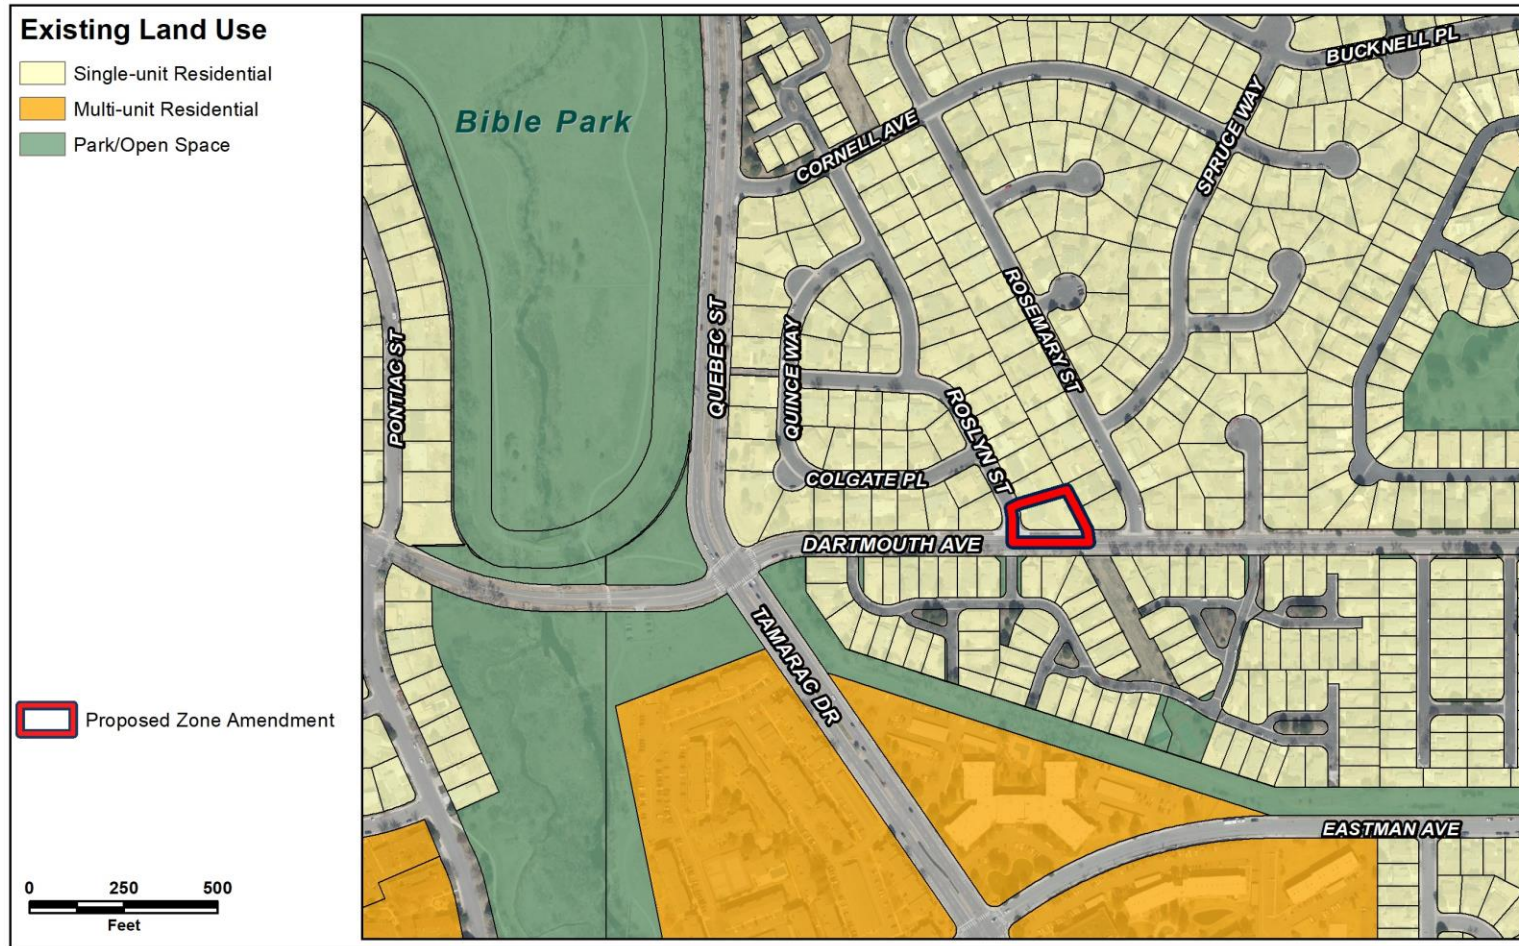 Existing Land Use
Single-unit Residential
Multi-unit Residential
Park/Open Space
Proposed Zone Amendment
0 250 500
Feet
Bible Park
BUCKNELL PL
CORNELL AVE
SPRUCE WAY
PONTIAC ST
QUEBEC ST
QUINCE WAY
ROSEMARY ST
ROSLYN ST
COLGATE PL
DARTMOUTH AVE
TAMARAC DR
EASTMAN AVE